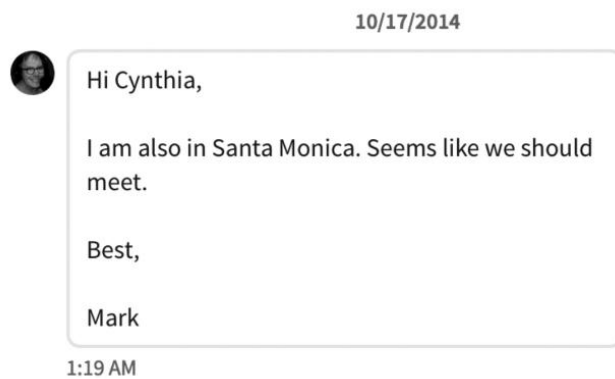 10/17/2014
Hi Cynthia,
I am also in Santa Monica. Seems like we should
meet.
Best,
Mark
1:19 AM